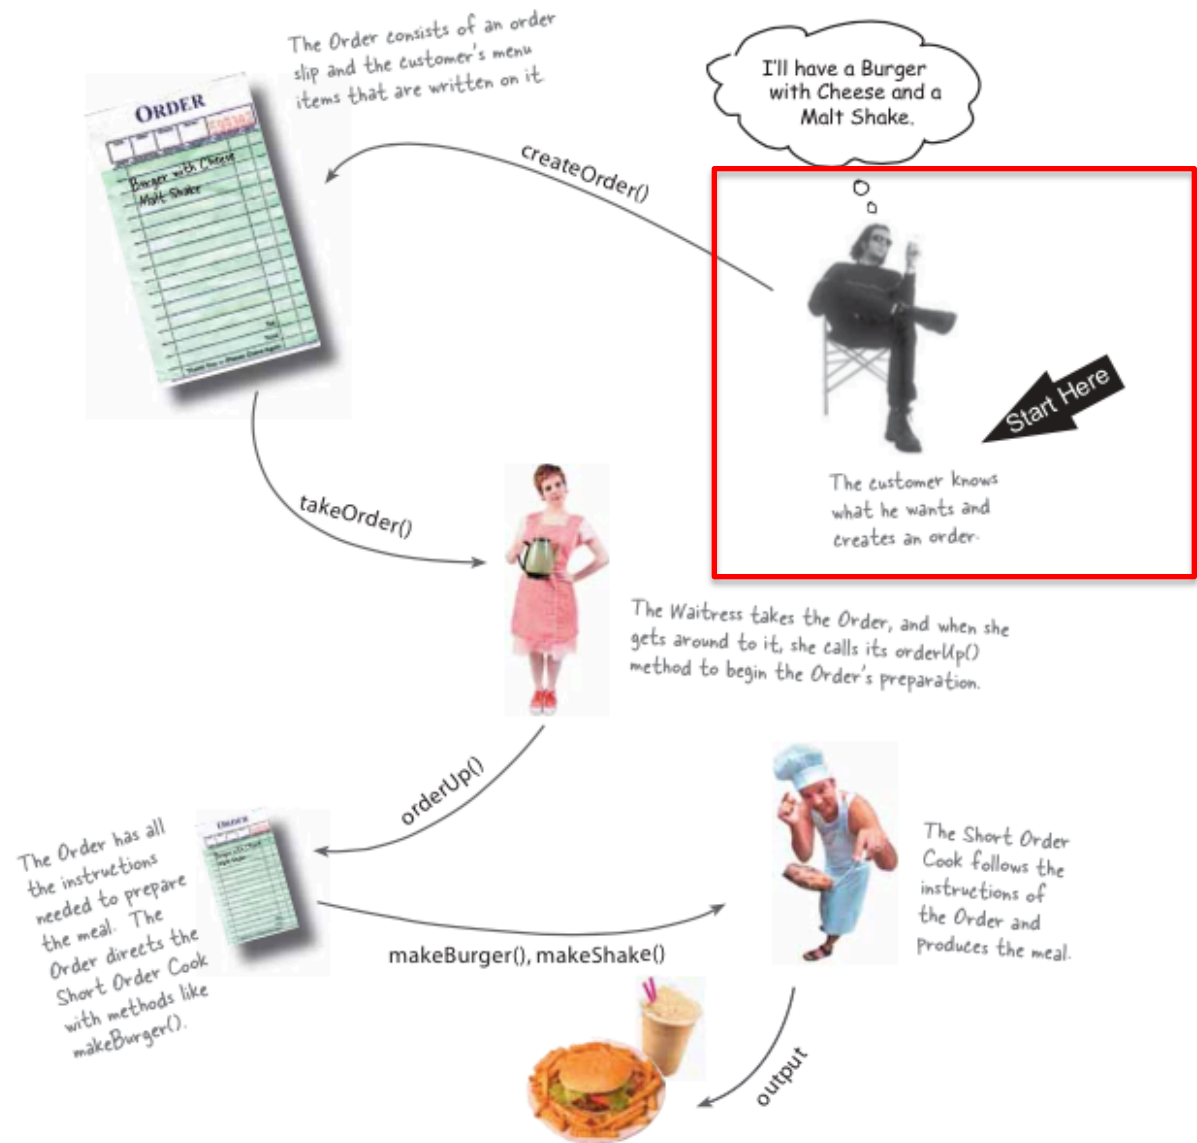 The Order consists of an order
slip and the customer's menu
items that are written on it
I'll have a Burger
with Cheese and a
Malt Shake.
ORDER
Burger with Cheese
Malt Shake
createOrder()
Start Here
The customer knows
what he wants and
creates an order.
takeOrder()
The Waitress takes the Order, and when she
gets around to it, she calls its orderUp()
method to begin the Order's preparation.
orderUp()
ORDER
The Order has all
the instructions
needed to prepare
the meal. The
Order directs the
Short Order Cook
with methods like
makeBurger().
makeBurger(), makeShake()
The Short Order
Cook follows the
instructions of
the Order and
produces the meal.
output